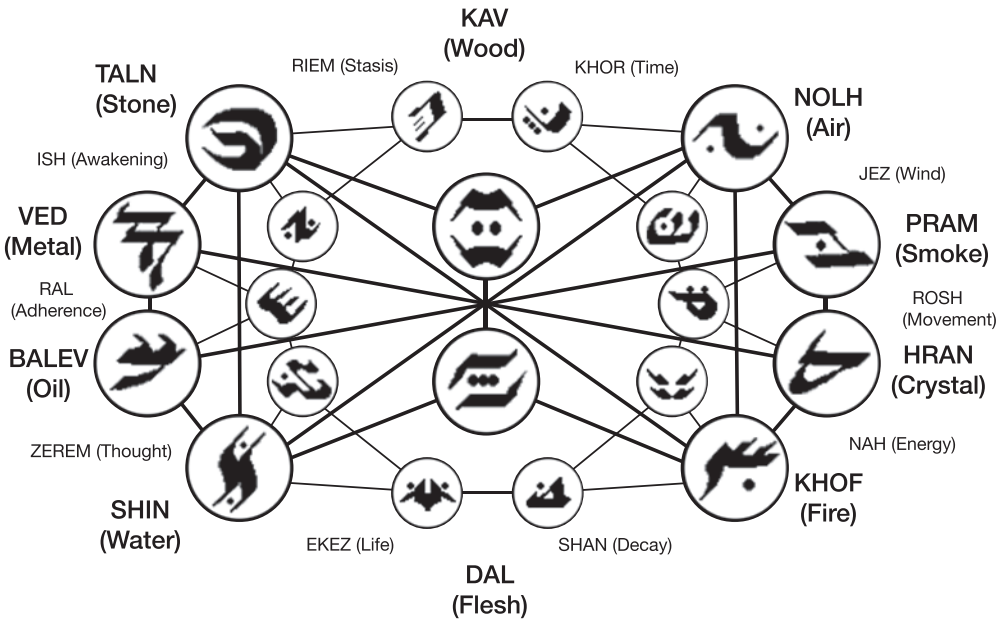 KAV
(Wood)
RIEM (Stasis)
KHOR (Time)
TALN
(Stone)
NOLH
(Air)
ISH (Awakening)
JEZ (Wind)
VED
(Metal)
PRAM
(Smoke)
RAL
(Adherence)
ROSH
(Movement)
BALEV
(Oil)
HRAN
(Crystal)
ZEREM (Thought)
NAH (Energy)
SHIN
(Water)
KHOF
(Fire)
EKEZ (Life)
SHAN (Decay)
DAL
(Flesh)